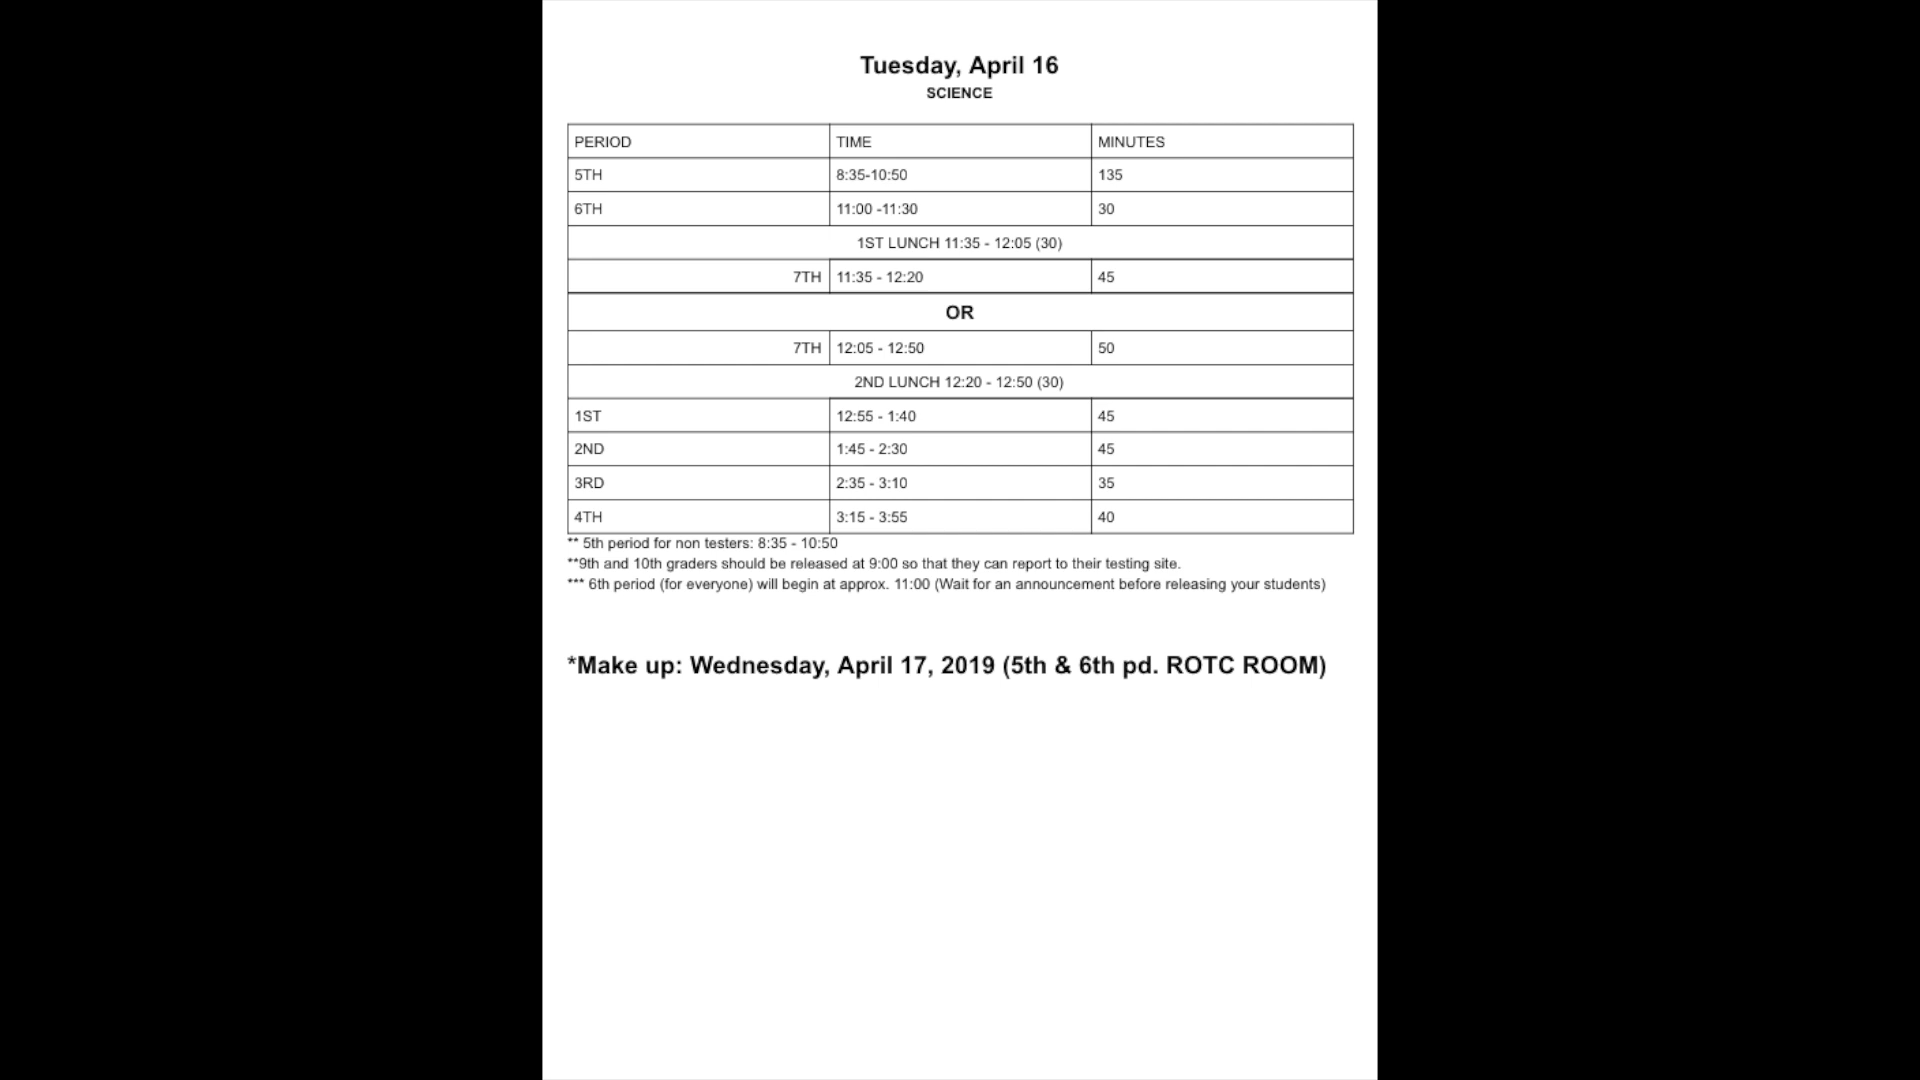 Tuesday, April 16
SCIENCE
PERIOD TIME MINUTES
5TH 8:35-10:50 135
6TH 11:00 -11:30 30
1ST LUNCH 11:35 - 12:05 (30)
7TH 11:35 - 12:20 45
OR
7TH 12:05 - 12:50 50
2ND LUNCH 12:20 - 12:50 (30)
1ST 12:55 - 1:40 45
2ND 1:45 - 2:30 45
3RD 2:35 - 3:10 35
4TH 3:15 - 3:55 40
** 5th period for non testers: 8:35 - 10:50
**9th and 10th graders should be released at 9:00 so that they can report to their testing site.
*** 6th period (for everyone) will begin at approx. 11:00 (Wait for an announcement before releasing your students)
*Make up: Wednesday, April 17, 2019 (5th & 6th pd. ROTC ROOM)